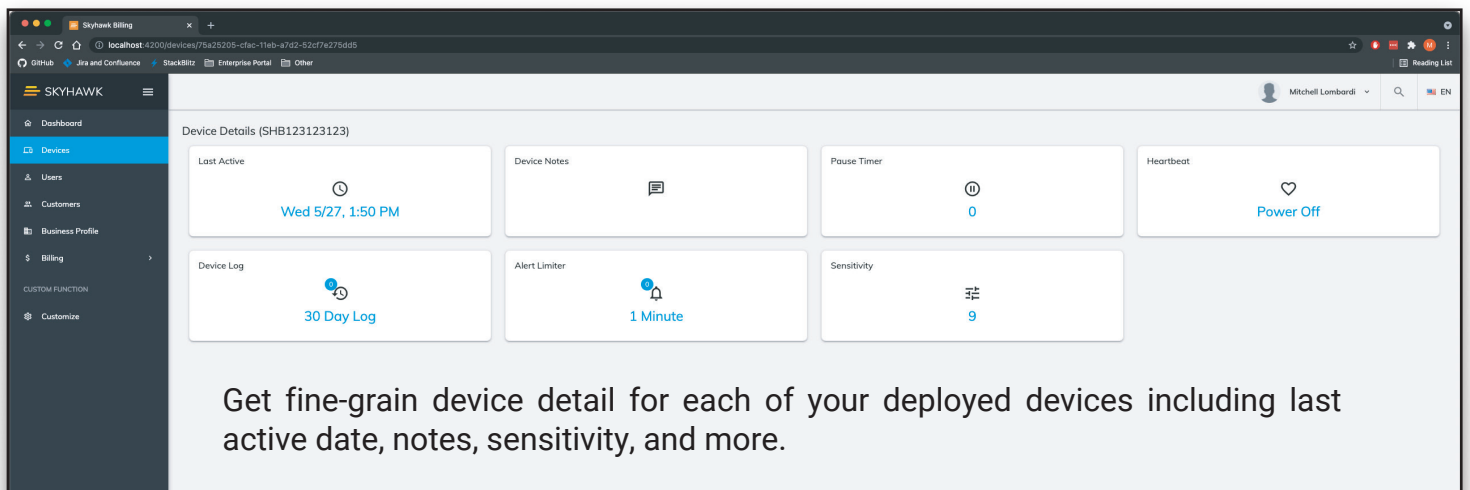 Skyhawk Billing
localhost:4200/devices/75a25205-cfac-11eb-a7d2-52cf7e275dd5
GitHub Jira and Confluence StackBlitz Enterprise Portal Other Reading List
SKYHAWK
Mitchell Lombardi EN
Dashboard
Devices
Users
Customers
Business Profile
$ Billing
CUSTOM FUNCTION
Customize
Device Details (SHB123123123)
Last Active
Wed 5/27, 1:50 PM
Device Notes
Pause Timer
0
Heartbeat
Power Off
Device Log
0
30 Day Log
Alert Limiter
0
1 Minute
Sensitivity
9
Get fine-grain device detail for each of your deployed devices including last
active date, notes, sensitivity, and more.